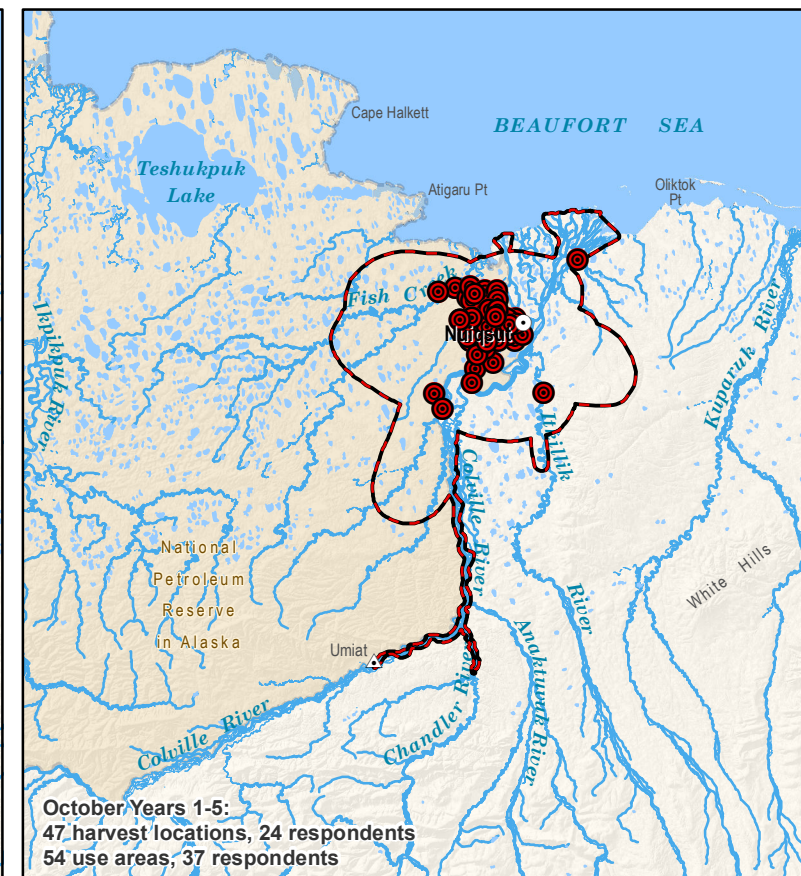 Cape Halkett
BEAUFORT SEA
Teshukpuk
Lake
Atigaru Pt
Oliktok
Pt
Fish Creek
Nuiqsut
Ikpikpuk River
Kuparuk River
Itkillik
River
Colville River
National
Petroleum
Reserve
in Alaska
White Hills
Umiat
Anaktuvuk River
Chandler River
Colville River
October Years 1-5:
47 harvest locations, 24 respondents
54 use areas, 37 respondents